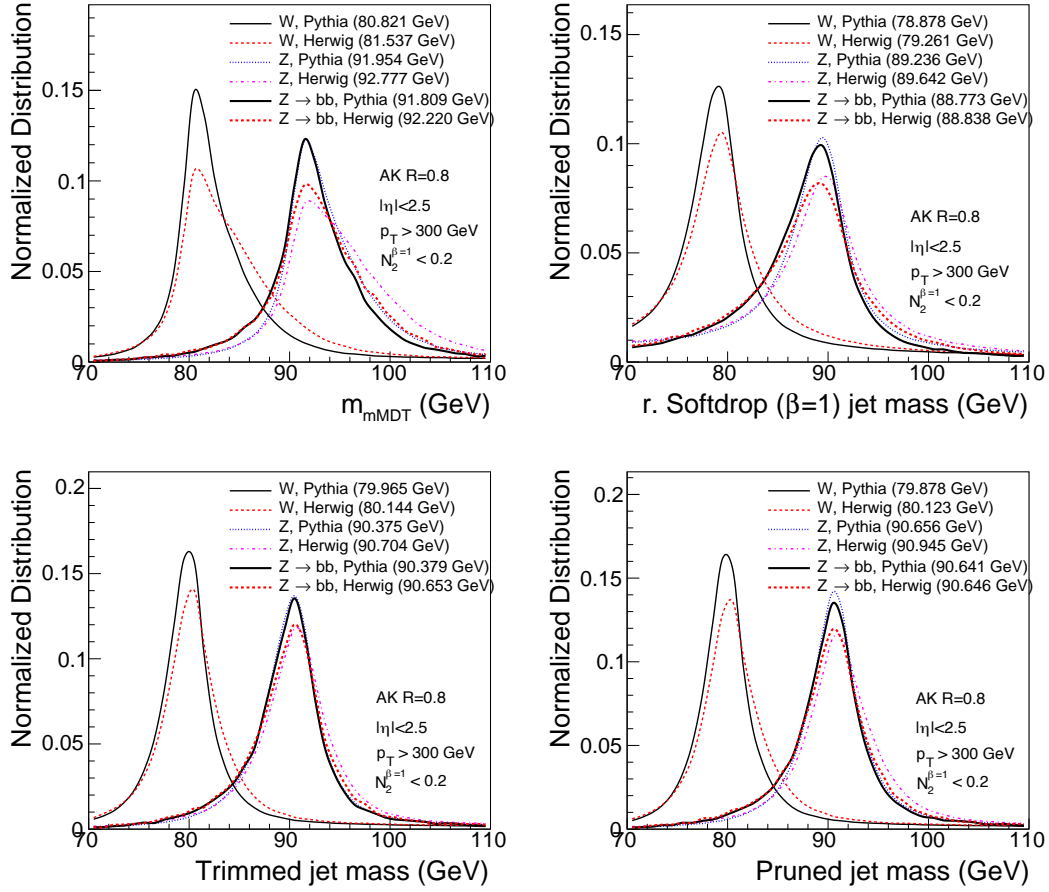 Normalized Distribution
0.15
0.1
0.05
0
W, Pythia (80.821 GeV)
W, Herwig (81.537 GeV)
Z, Pythia (91.954 GeV)
Z, Herwig (92.777 GeV)
Z → bb, Pythia (91.809 GeV)
Z → bb, Herwig (92.220 GeV)
AK R=0.8
|η|<2.5
p_T > 300 GeV
N_2^{β=1} < 0.2
70 80 90 100 110
m_mMDT (GeV)
Normalized Distribution
0.15
0.1
0.05
0
W, Pythia (78.878 GeV)
W, Herwig (79.261 GeV)
Z, Pythia (89.236 GeV)
Z, Herwig (89.642 GeV)
Z → bb, Pythia (88.773 GeV)
Z → bb, Herwig (88.838 GeV)
AK R=0.8
|η|<2.5
p_T > 300 GeV
N_2^{β=1} < 0.2
70 80 90 100 110
r. Softdrop (β=1) jet mass (GeV)
Normalized Distribution
0.2
0.15
0.1
0.05
0
W, Pythia (79.965 GeV)
W, Herwig (80.144 GeV)
Z, Pythia (90.375 GeV)
Z, Herwig (90.704 GeV)
Z → bb, Pythia (90.379 GeV)
Z → bb, Herwig (90.653 GeV)
AK R=0.8
|η|<2.5
p_T > 300 GeV
N_2^{β=1} < 0.2
70 80 90 100 110
Trimmed jet mass (GeV)
Normalized Distribution
0.2
0.15
0.1
0.05
0
W, Pythia (79.878 GeV)
W, Herwig (80.123 GeV)
Z, Pythia (90.656 GeV)
Z, Herwig (90.945 GeV)
Z → bb, Pythia (90.641 GeV)
Z → bb, Herwig (90.646 GeV)
AK R=0.8
|η|<2.5
p_T > 300 GeV
N_2^{β=1} < 0.2
70 80 90 100 110
Pruned jet mass (GeV)